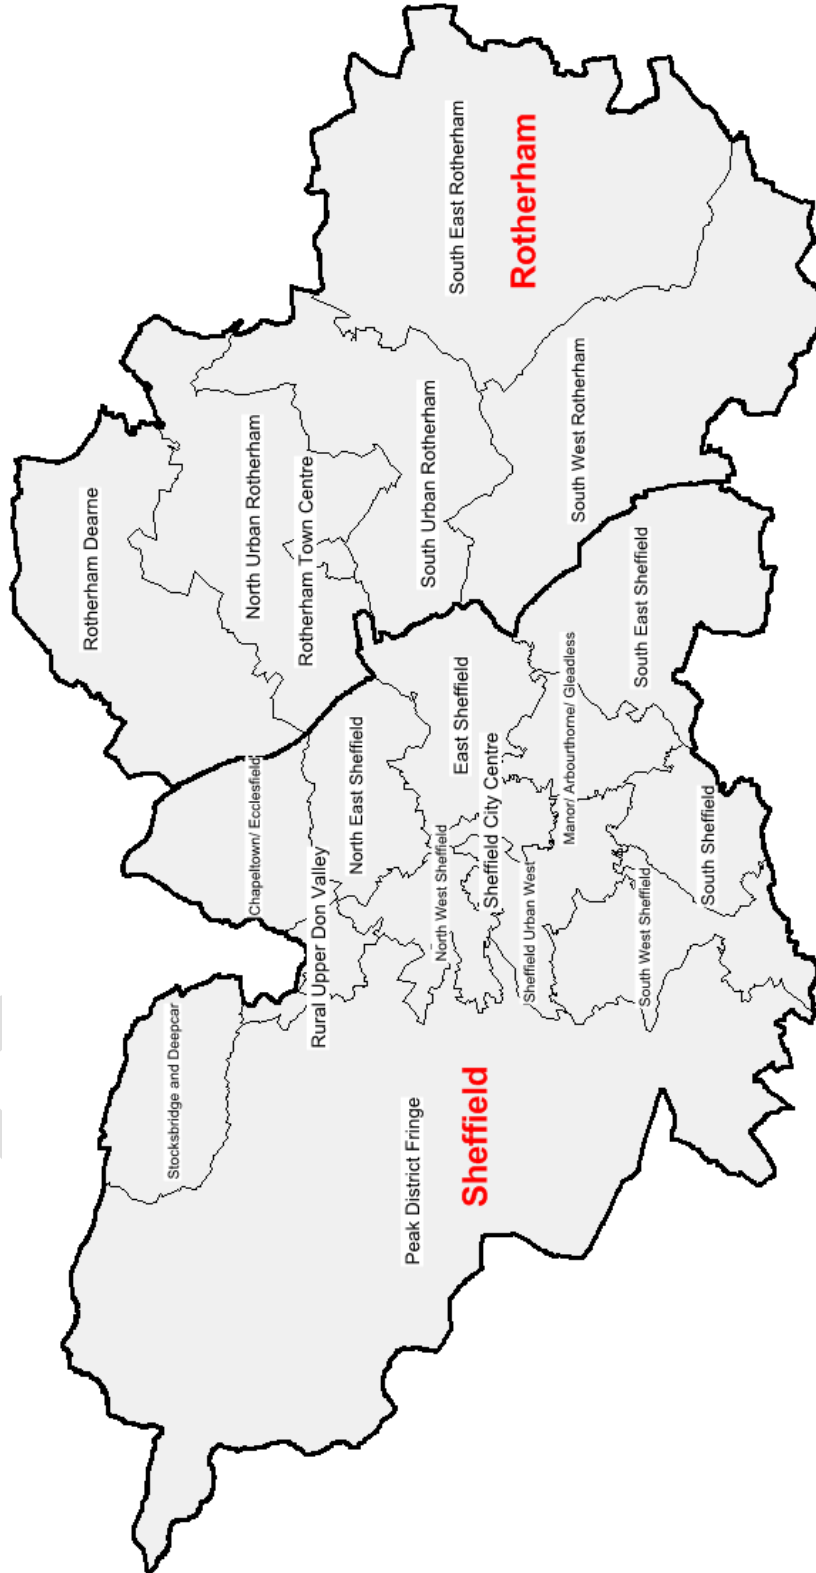 Rotherham Dearne
Stocksbridge and Deepcar
Chapeltown/ Ecclesfield
North Urban Rotherham
Rotherham Town Centre
Rural Upper Don Valley
North East Sheffield
Peak District Fringe
South Urban Rotherham
North West Sheffield
South East Rotherham
East Sheffield
Sheffield
Sheffield City Centre
Rotherham
Sheffield Urban West
Manor/ Arbourthorne/ Gleadless
South West Rotherham
South West Sheffield
South East Sheffield
South Sheffield